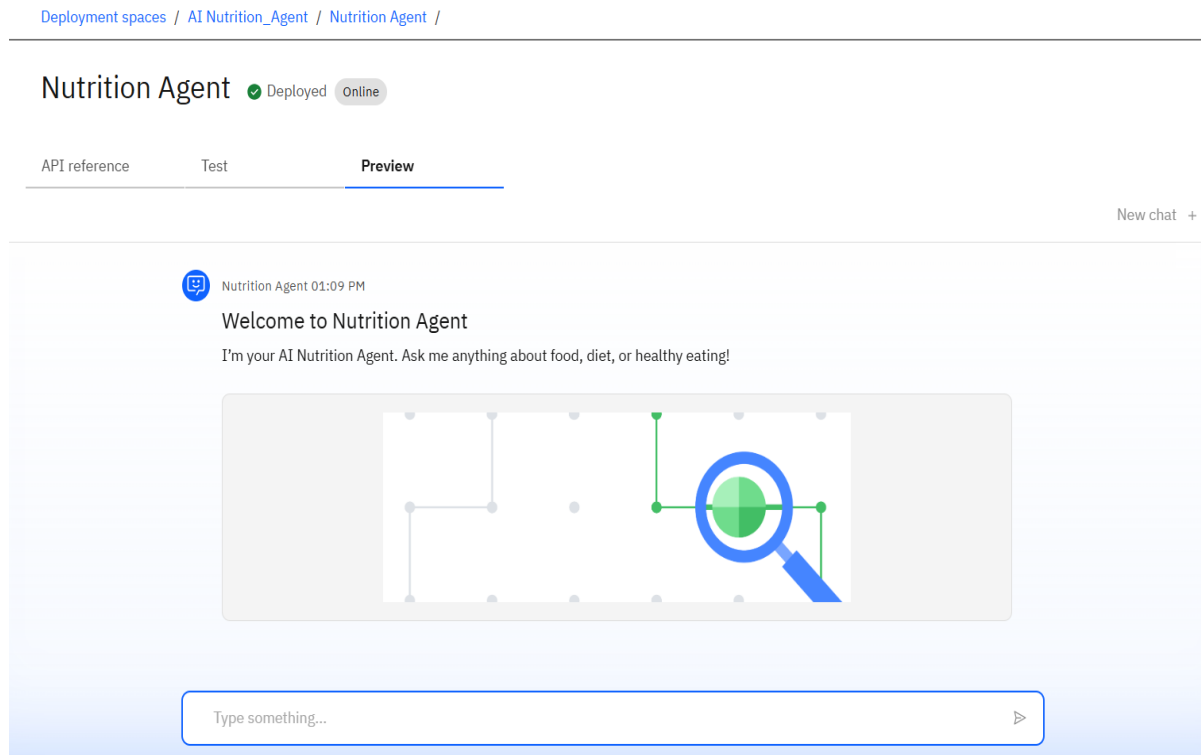 Deployment spaces / AI Nutrition_Agent / Nutrition Agent /
Nutrition Agent Deployed Online
API reference Test Preview
New chat +
Nutrition Agent 01:09 PM
Welcome to Nutrition Agent
I'm your AI Nutrition Agent. Ask me anything about food, diet, or healthy eating!
Type something...